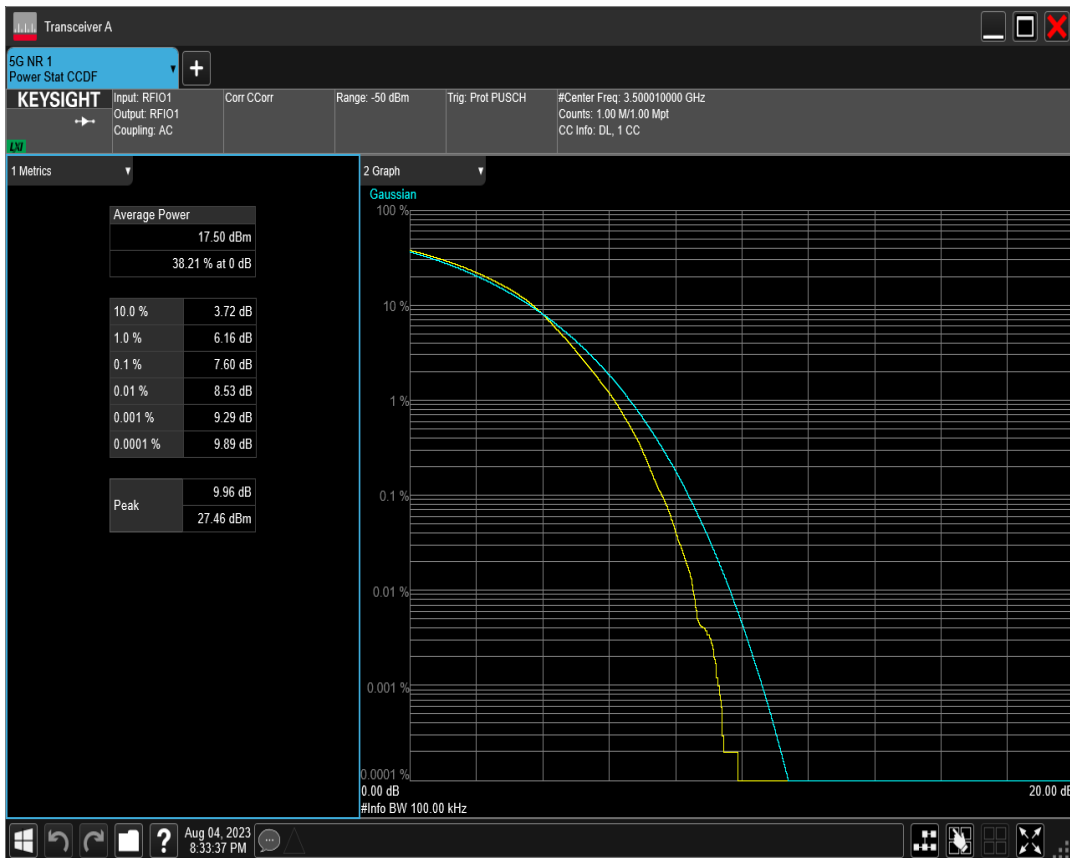 Transceiver A
5G NR 1
Power Stat CCDF
+
KEYSIGHT
LXI
Input: RFIO1
Output: RFIO1
Coupling: AC
Corr CCorr
Range: -50 dBm
Trig: Prot PUSCH
#Center Freq: 3.500010000 GHz
Counts: 1.00 M/1.00 Mpt
CC Info: DL, 1 CC
1 Metrics
Average Power
17.50 dBm
38.21 % at 0 dB
10.0 % 3.72 dB
1.0 % 6.16 dB
0.1 % 7.60 dB
0.01 % 8.53 dB
0.001 % 9.29 dB
0.0001 % 9.89 dB
Peak
9.96 dB
27.46 dBm
2 Graph
Gaussian
100 %
10 %
1 %
0.1 %
0.01 %
0.001 %
0.0001 %
0.00 dB
20.00 dB
#Info BW 100.00 kHz
?
Aug 04, 2023
8:33:37 PM